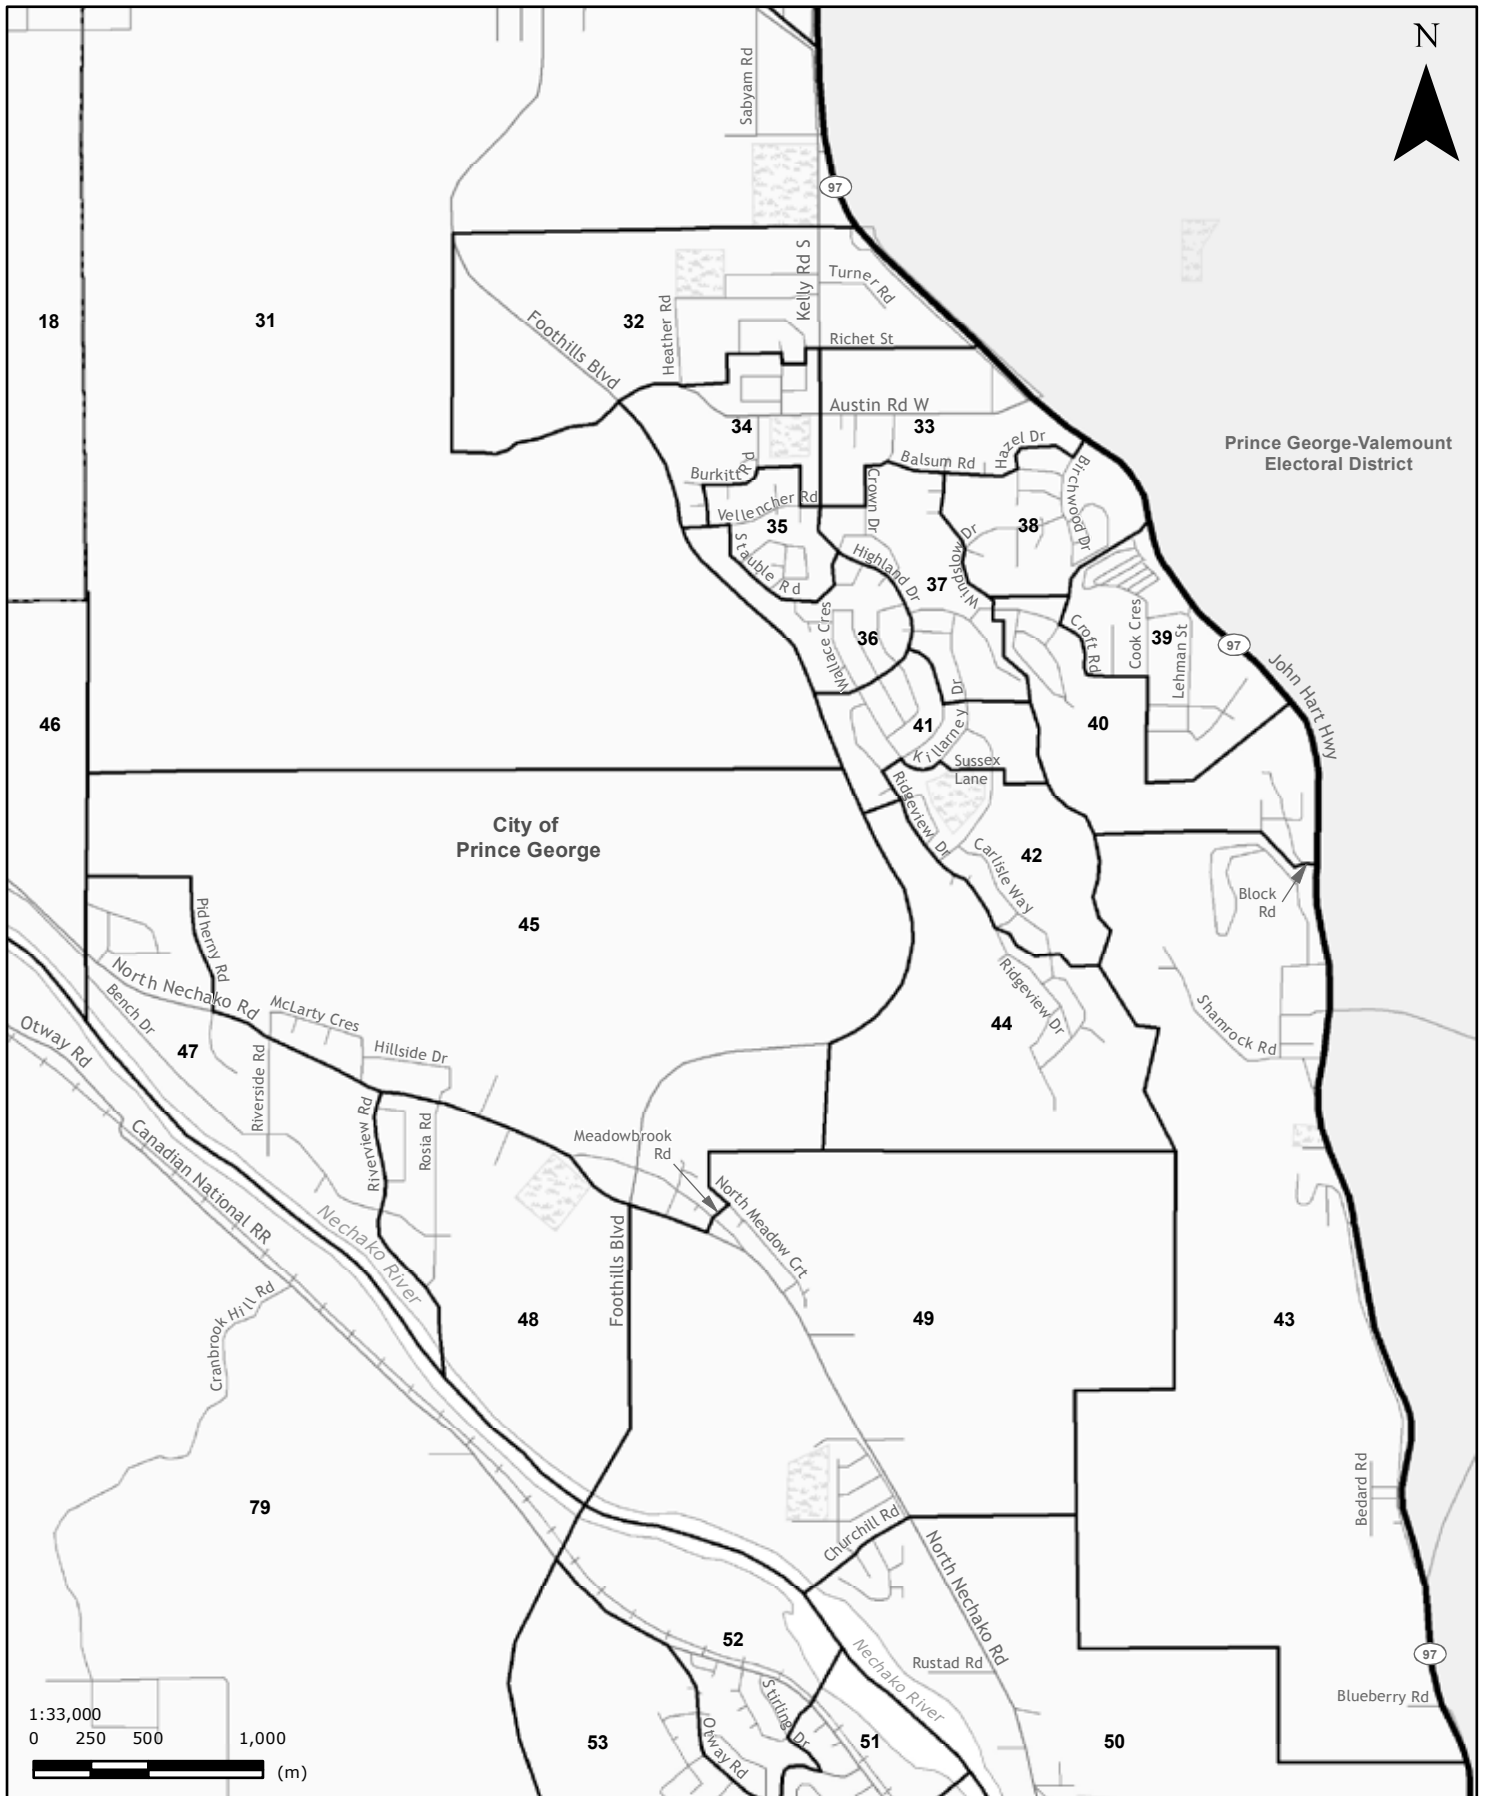 N
Sabyam Rd
97
Kelly Rd S
Turner Rd
18
31
32
Heather Rd
Foothills Blvd
Richet St
Austin Rd W
34
33
Hazel Dr
Prince George-Valemount
Electoral District
Burkitt Rd
Balsum Rd
Birchwood Dr
Crown Dr
Vellencher Rd
35
38
Stauble Rd
Highland Dr
Windslow Dr
37
Wallace Cres
36
Croft Rd
Cook Cres
39
Lehman St
97
John Hart Hwy
46
41
Killarney Dr
40
Sussex
Lane
Ridgeview Dr
City of
Prince George
42
Carlisle Way
Block
Rd
45
Pidherny Rd
North Nechako Rd
Bench Dr
McLarty Cres
Otway Rd
47
Hillside Dr
Riverside Rd
44
Ridgeview Dr
Shamrock Rd
Riverview Rd
Rosia Rd
Meadowbrook
Rd
Canadian National RR
North Meadow Crt
Nechako River
Foothills Blvd
Cranbrook Hill Rd
48
49
43
79
Churchill Rd
North Nechako Rd
Bedard Rd
52
Nechako River
Rustad Rd
97
Blueberry Rd
Stirling Dr
Otway Rd
53
51
50
1:33,000
0 250 500 1,000
(m)